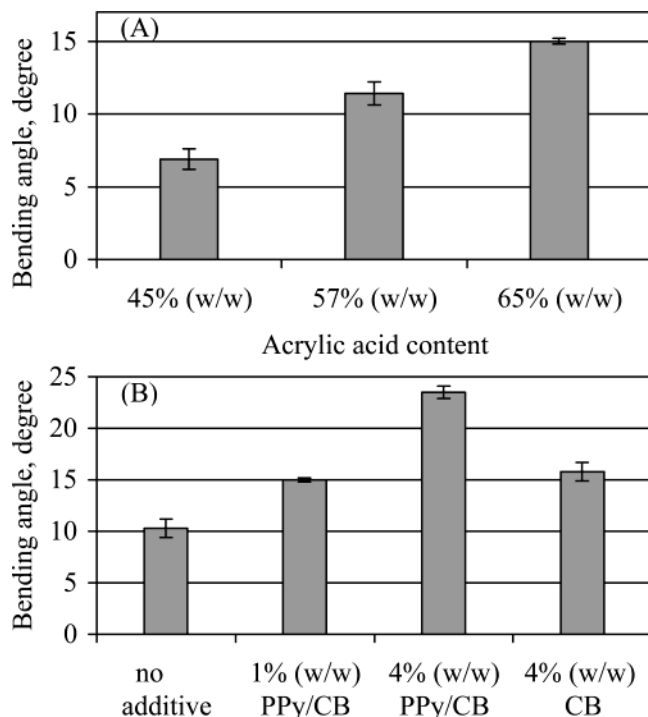 (A)
Bending angle, degree
15
10
5
0
45% (w/w) 57% (w/w) 65% (w/w)
Acrylic acid content
(B)
Bending angle, degree
25
20
15
10
5
0
no 1% (w/w) 4% (w/w) 4% (w/w)
additive PPy/CB PPy/CB CB